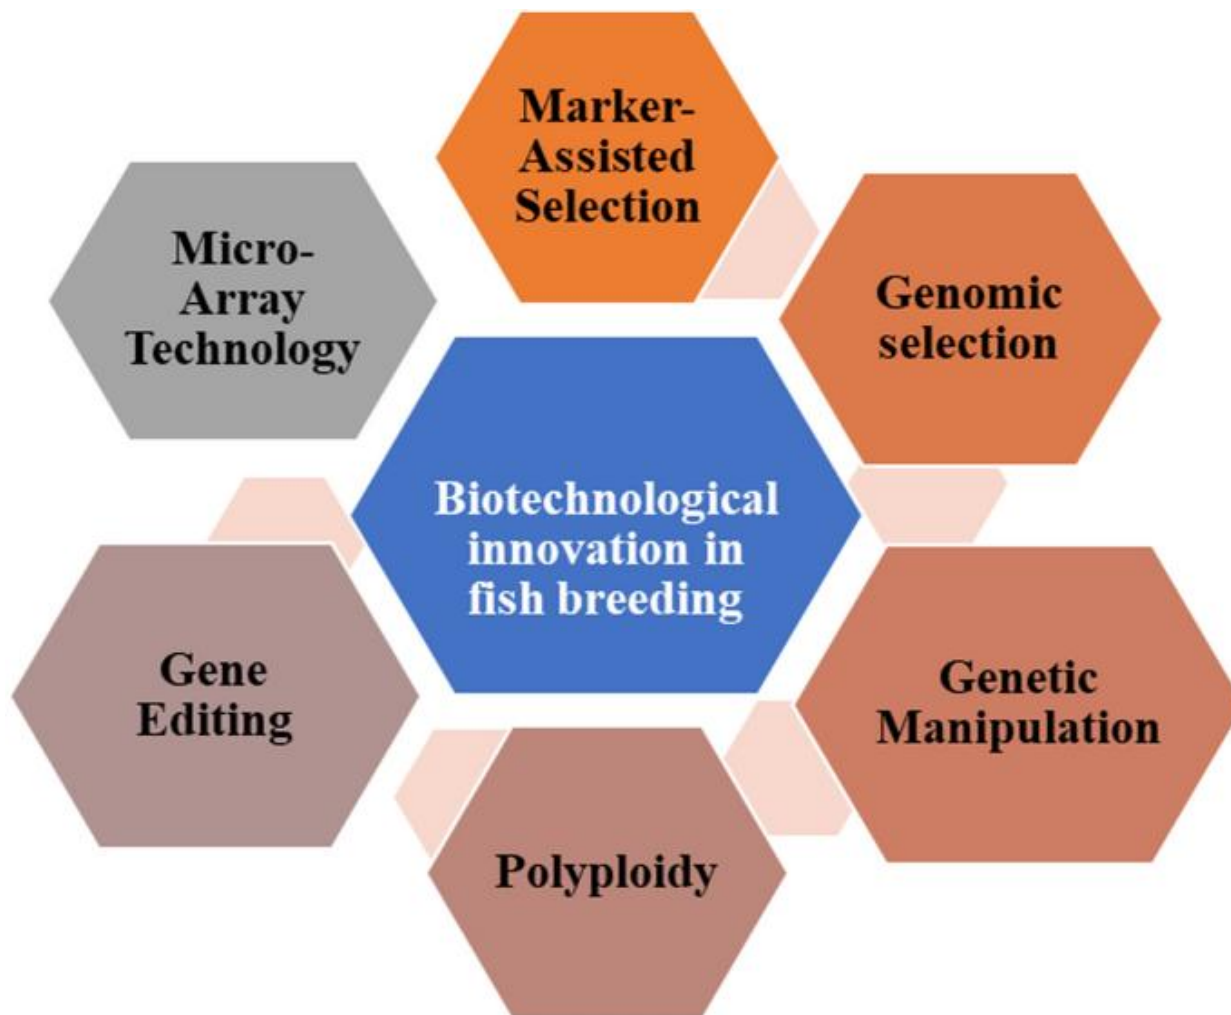 Marker-
Assisted
Selection
Micro-
Array
Technology
Genomic
selection
Biotechnological
innovation in
fish breeding
Gene
Editing
Genetic
Manipulation
Polyploidy